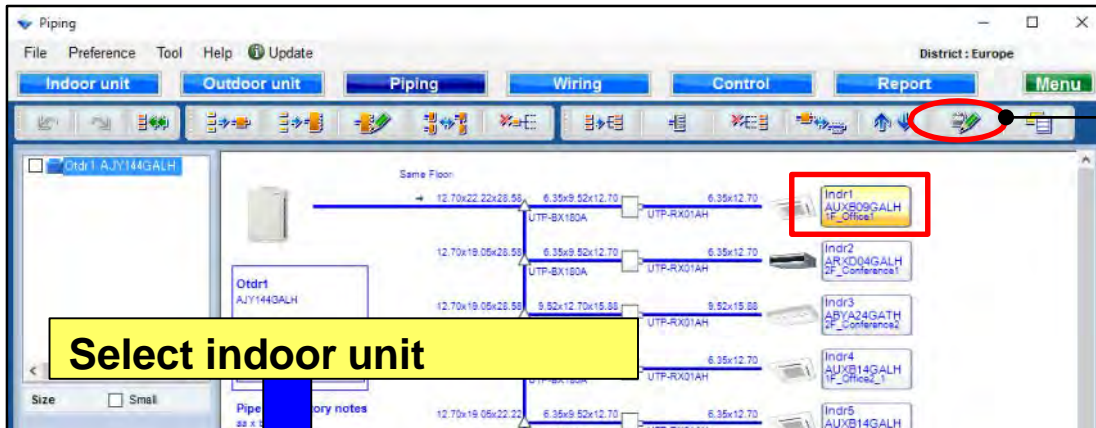 Piping
File Preference Tool Help Update District : Europe
Indoor unit Outdoor unit Piping Wiring Control Report Menu
Otdr1 AJY144GALH
Same Floor
12.70x22.22x28.58 6.35x9.52x12.70 6.35x12.70
UTP-BX180A UTP-RX01AH
Indr1
AUXB09GALH
1F_Office1
12.70x19.05x28.58 6.35x9.52x12.70 6.35x12.70
UTP-BX180A UTP-RX01AH
Indr2
ARXD04GALH
2F_Conference1
Otdr1
AJY144GALH
12.70x19.05x28.58 9.52x12.70x15.88 9.52x15.88
UTP-RX01AH
Indr3
ABYA24GATH
2F_Conference2
Select indoor unit
6.35x12.70
UTP-RX01AH
Indr4
AUXB14GALH
1F_Office2_1
Size Small
Pipe ory notes
12.70x19.05x22.22 6.35x9.52x12.70 6.35x12.70
Indr5
AUXB14GALH